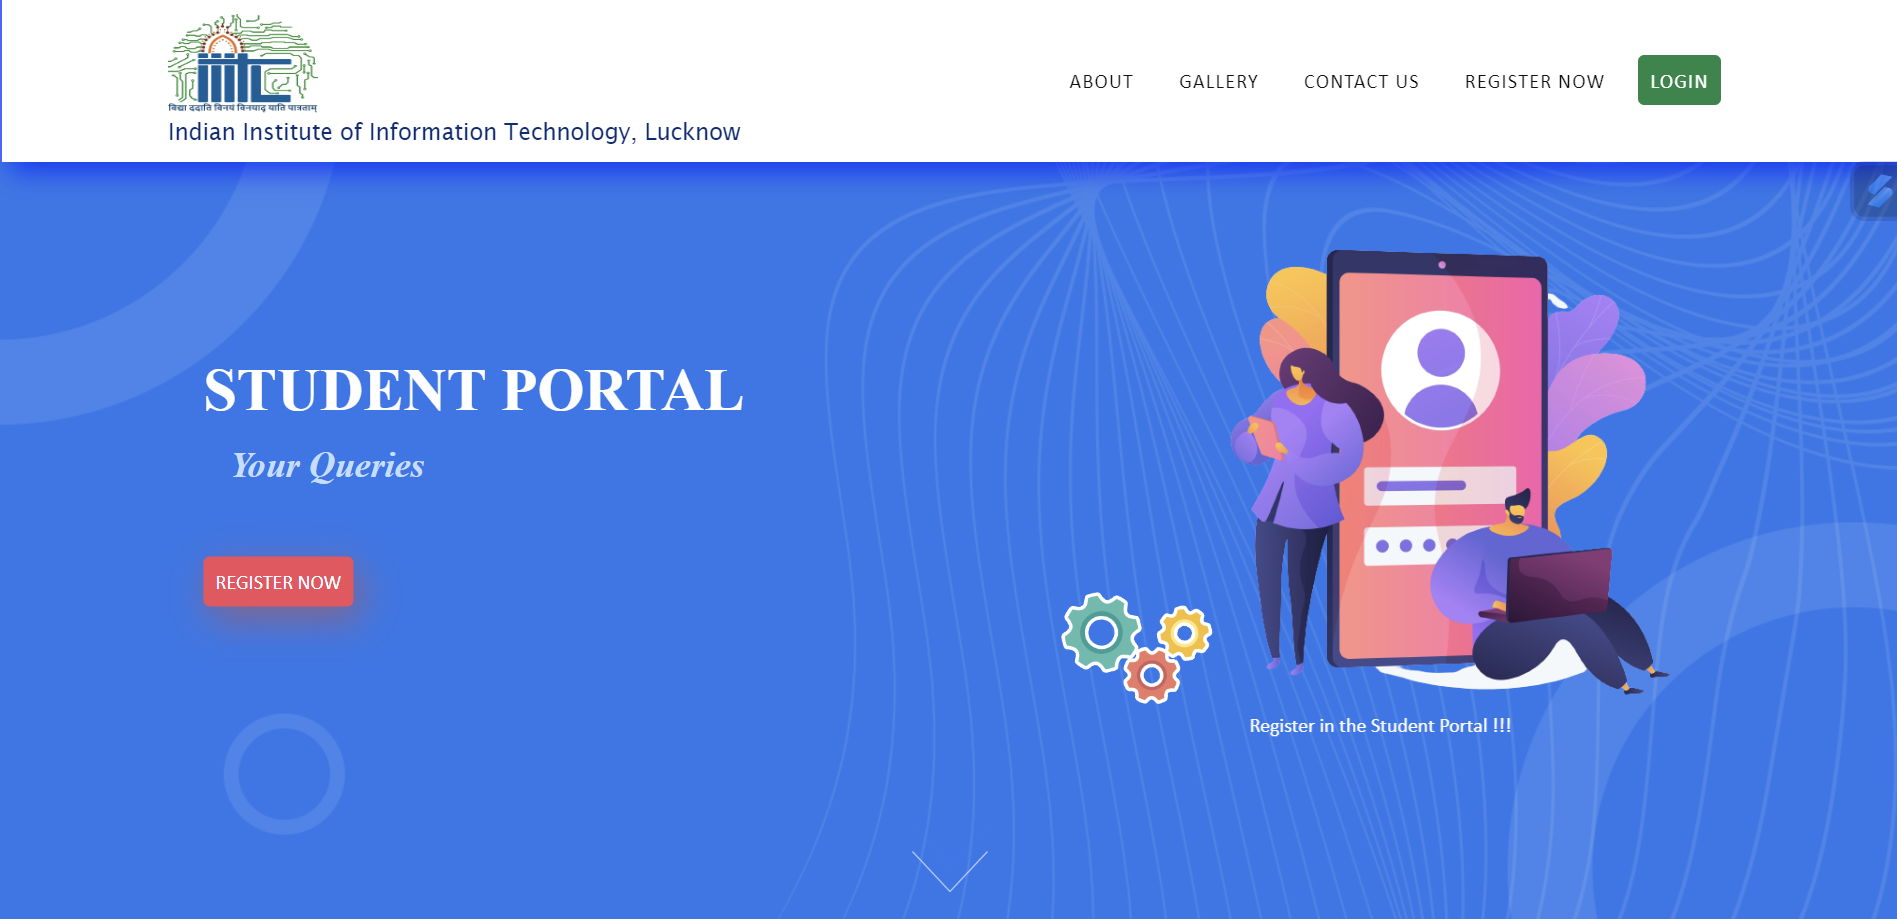 विद्या ददाति विनयं विनयाद् याति पात्रताम्
Indian Institute of Information Technology, Lucknow
ABOUT
GALLERY
CONTACT US
REGISTER NOW
LOGIN
STUDENT PORTAL
Your Queries
REGISTER NOW
Register in the Student Portal !!!